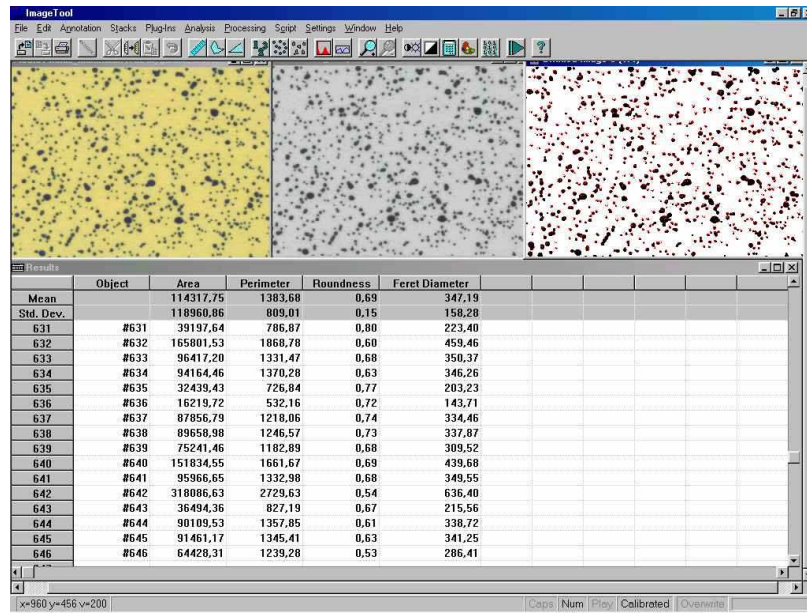 ImageTool
File Edit Annotation Stacks Plug-Ins Analysis Processing Script Settings Window Help
Results
Object Area Perimeter Roundness Feret Diameter
Mean 114317,75 1383,68 0,69 347,19
Std. Dev. 118960,86 809,01 0,15 158,28
631 #631 39197,64 786,87 0,80 223,40
632 #632 165801,53 1868,78 0,60 459,46
633 #633 96417,20 1331,47 0,68 350,37
634 #634 94164,46 1370,28 0,63 346,26
635 #635 32439,43 726,84 0,77 203,23
636 #636 16219,72 532,16 0,72 143,71
637 #637 87856,79 1218,06 0,74 334,46
638 #638 89658,98 1246,57 0,73 337,87
639 #639 75241,46 1182,89 0,68 309,52
640 #640 151834,55 1661,67 0,69 439,68
641 #641 95966,65 1332,98 0,68 349,55
642 #642 318086,63 2729,63 0,54 636,40
643 #643 36494,36 827,19 0,67 215,56
644 #644 90109,53 1357,85 0,61 338,72
645 #645 91461,17 1345,41 0,63 341,25
646 #646 64428,31 1239,28 0,53 286,41
x=960 y=456 v=200 Caps Num Play Calibrated Overwrite